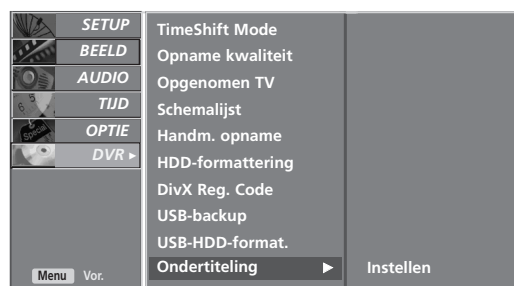 SETUP
BEELD
AUDIO
TIJD
OPTIE
DVR
Menu Vor.
TimeShift Mode
Opname kwaliteit
Opgenomen TV
Schemalijst
Handm. opname
HDD-formattering
DivX Reg. Code
USB-backup
USB-HDD-format.
Ondertiteling ▶ Instellen